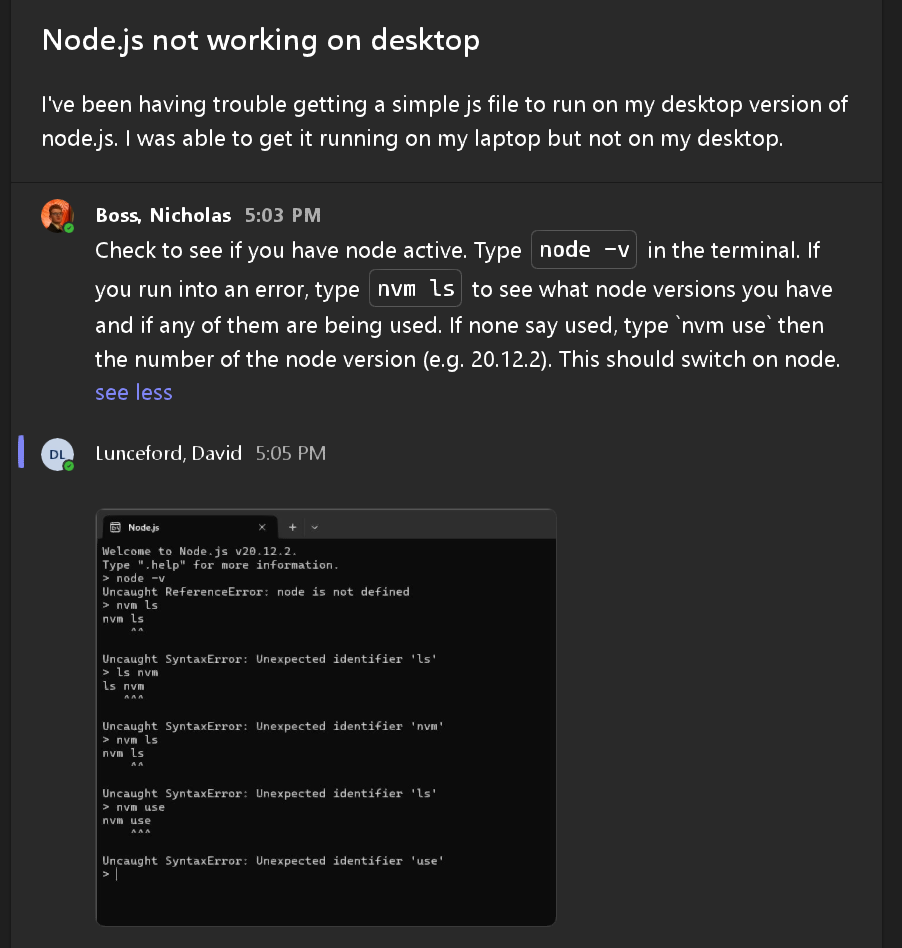 Node.js not working on desktop
I've been having trouble getting a simple js file to run on my desktop version of
node.js. I was able to get it running on my laptop but not on my desktop.
Boss, Nicholas 5:03 PM
Check to see if you have node active. Type node -v in the terminal. If
you run into an error, type nvm ls to see what node versions you have
and if any of them are being used. If none say used, type `nvm use` then
the number of the node version (e.g. 20.12.2). This should switch on node.
see less
DL Lunceford, David 5:05 PM
Node.js
Welcome to Node.js v20.12.2.
Type ".help" for more information.
> node -v
Uncaught ReferenceError: node is not defined
> nvm ls
nvm ls
^^
Uncaught SyntaxError: Unexpected identifier 'ls'
> ls nvm
ls nvm
^^^
Uncaught SyntaxError: Unexpected identifier 'nvm'
> nvm ls
nvm ls
^^
Uncaught SyntaxError: Unexpected identifier 'ls'
> nvm use
nvm use
^^^
Uncaught SyntaxError: Unexpected identifier 'use'
>